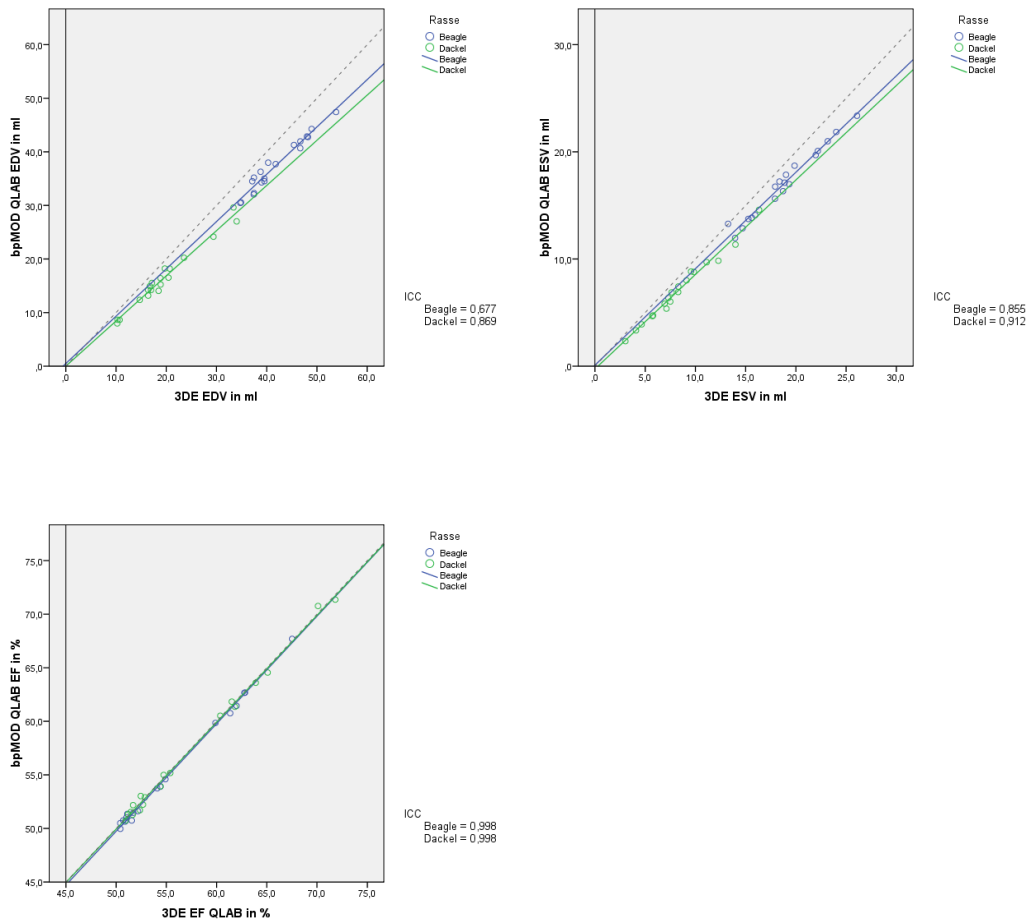 Rasse
Beagle
Dackel
Beagle
Dackel
bpMOD QLAB EDV in ml
60,0
50,0
40,0
30,0
20,0
10,0
,0
,0 10,0 20,0 30,0 40,0 50,0 60,0
3DE EDV in ml
ICC
Beagle = 0,677
Dackel = 0,869
Rasse
Beagle
Dackel
Beagle
Dackel
bpMOD QLAB ESV in ml
30,0
20,0
10,0
,0
,0 5,0 10,0 15,0 20,0 25,0 30,0
3DE ESV in ml
ICC
Beagle = 0,855
Dackel = 0,912
Rasse
Beagle
Dackel
Beagle
Dackel
bpMOD QLAB EF in %
75,0
70,0
65,0
60,0
55,0
50,0
45,0
45,0 50,0 55,0 60,0 65,0 70,0 75,0
3DE EF QLAB in %
ICC
Beagle = 0,998
Dackel = 0,998